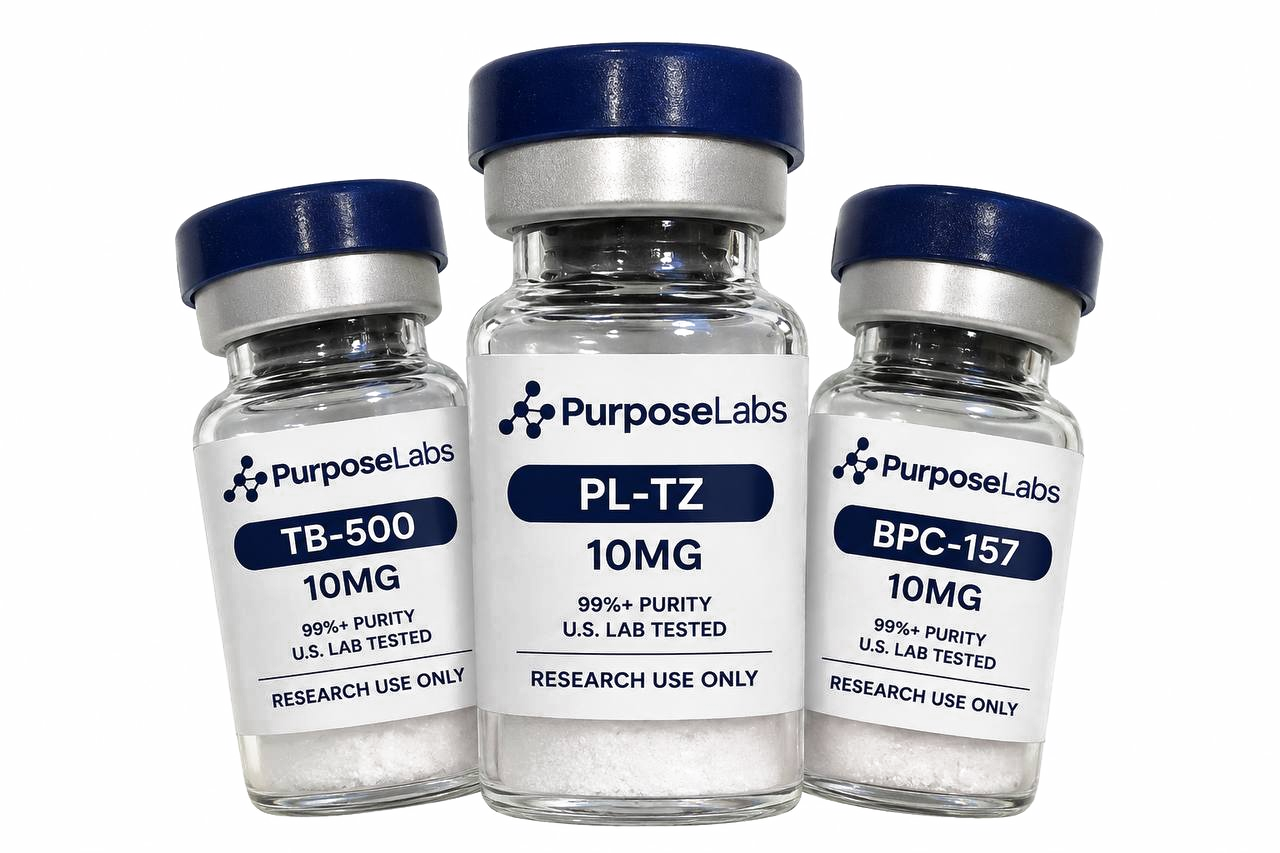 PurposeLabs
TB-500
10MG
99%+ PURITY
U.S. LAB TESTED
RESEARCH USE ONLY
PurposeLabs
PL-TZ
10MG
99%+ PURITY
U.S. LAB TESTED
RESEARCH USE ONLY
PurposeLabs
BPC-157
10MG
99%+ PURITY
U.S. LAB TESTED
RESEARCH USE ONLY